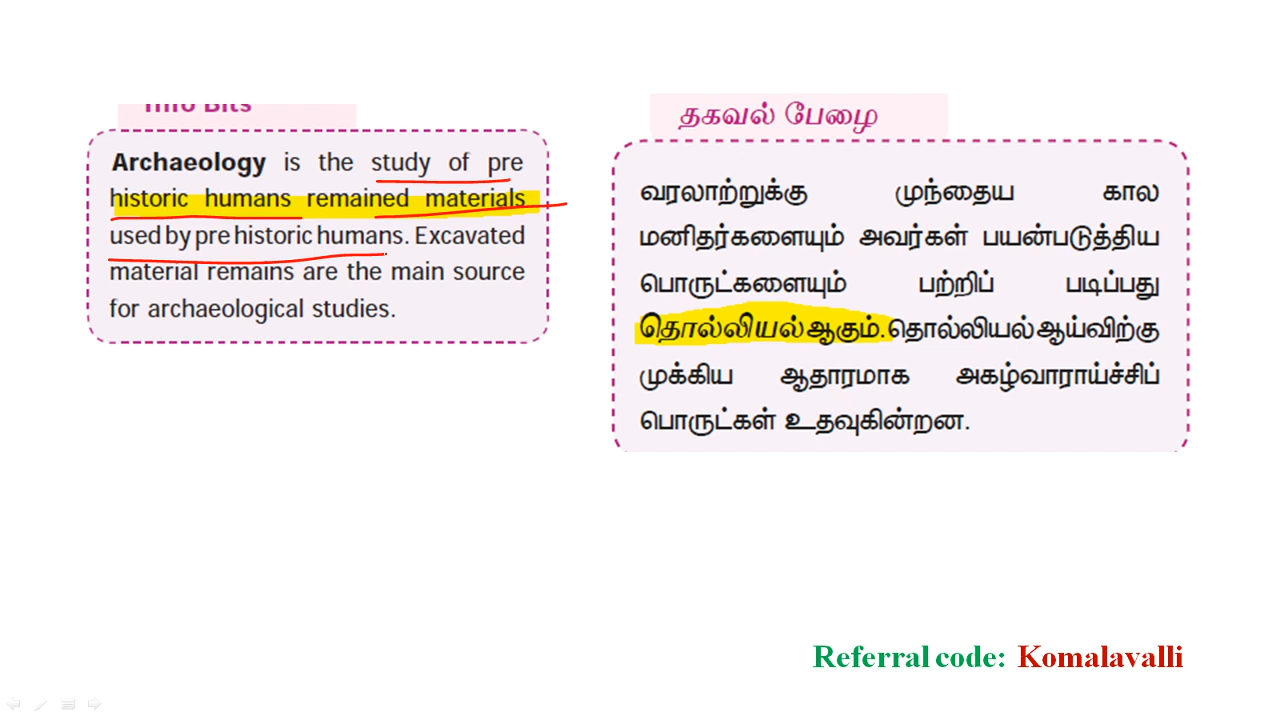 Info Bits
Archaeology is the study of pre
historic humans remained materials
used by pre historic humans. Excavated
material remains are the main source
for archaeological studies.
தகவல் பேழை
வரலாற்றுக்கு முந்தைய கால
மனிதர்களையும் அவர்கள் பயன்படுத்திய
பொருட்களையும் பற்றிப் படிப்பது
தொல்லியல்ஆகும்.தொல்லியல்ஆய்விற்கு
முக்கிய ஆதாரமாக அகழ்வாராய்ச்சிப்
பொருட்கள் உதவுகின்றன.
Referral code: Komalavalli